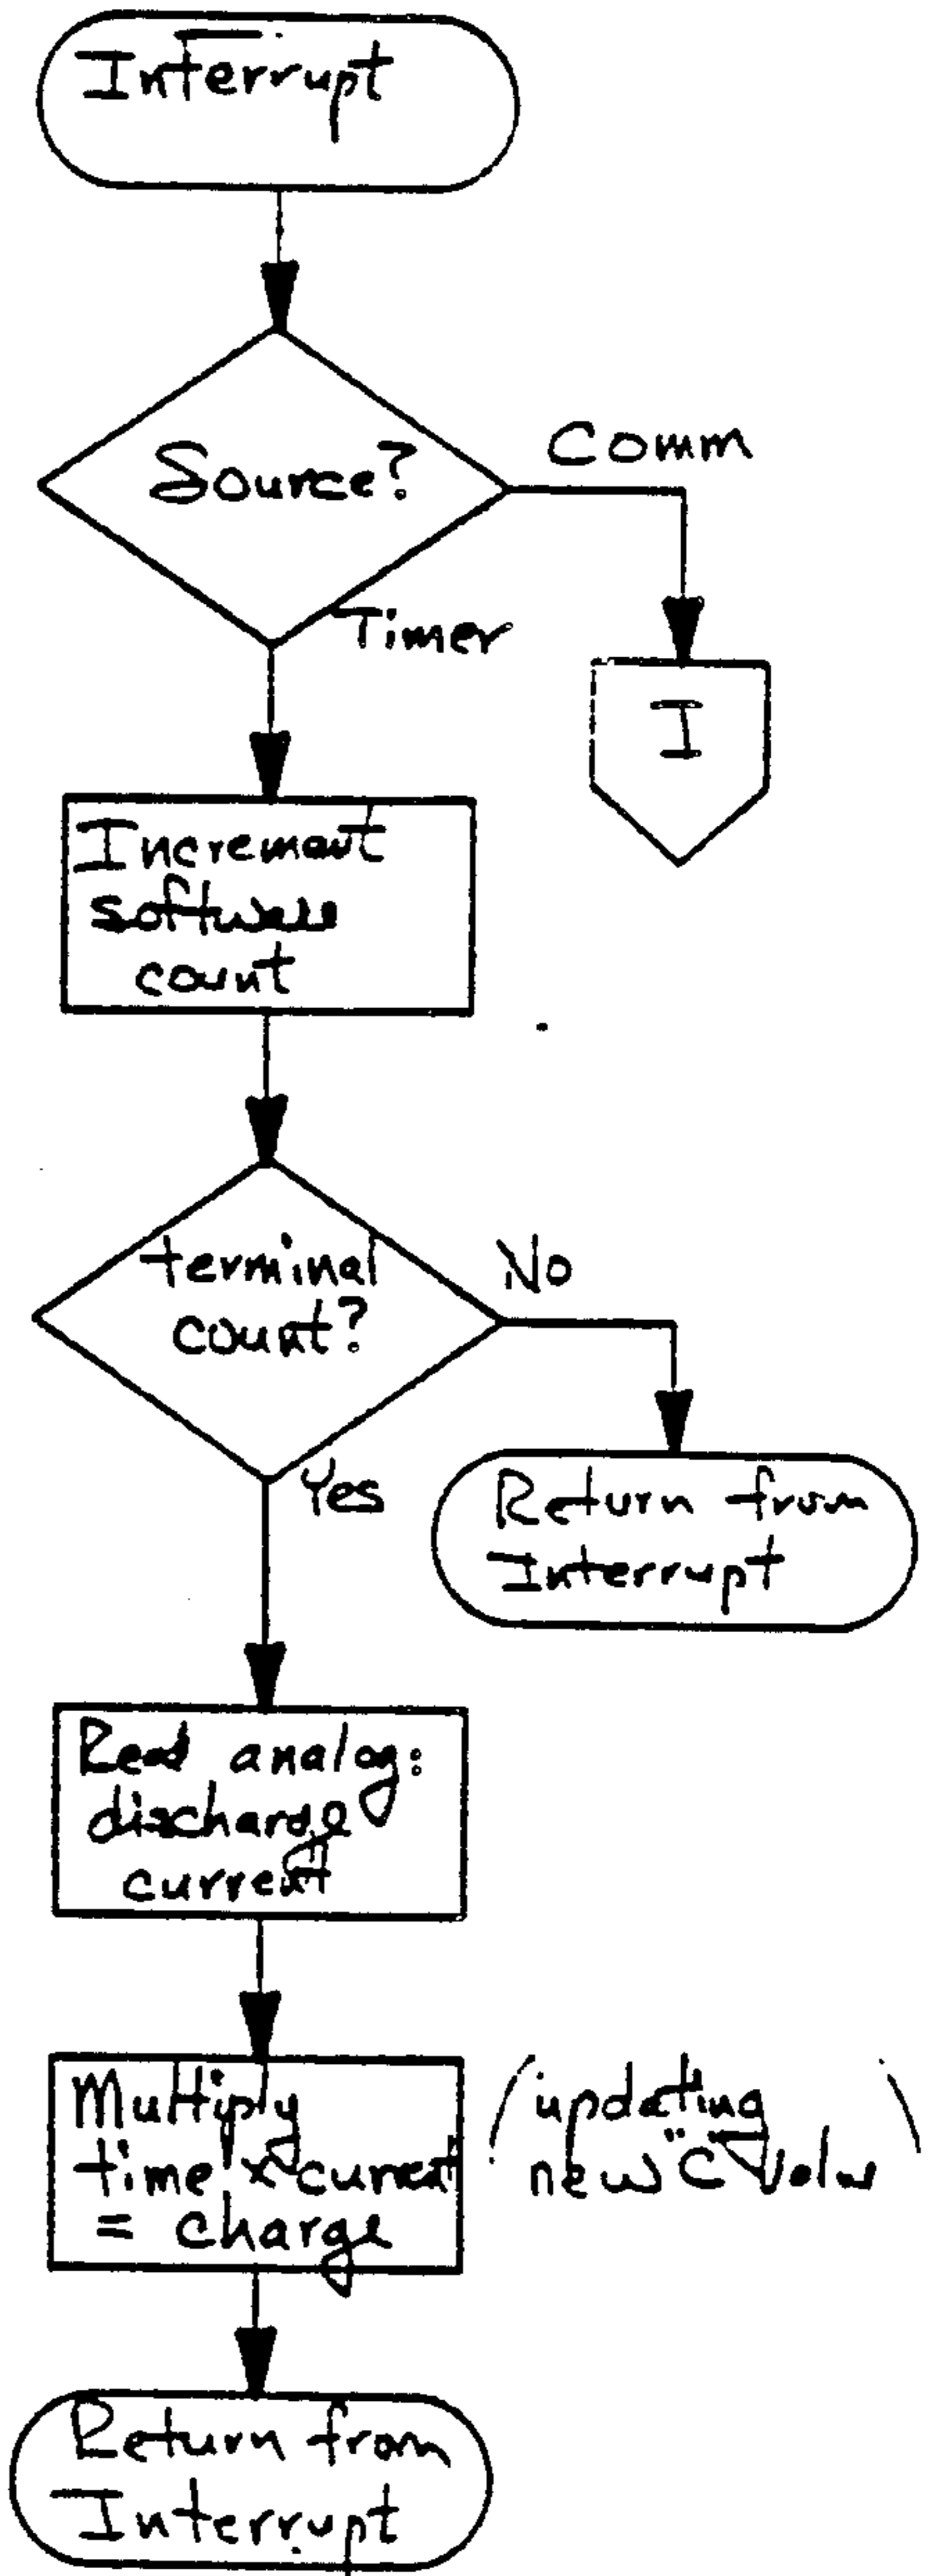 Interrupt
Source?
Comm
Timer
I
Increment
software
count
terminal
count?
No
Yes
Return from
Interrupt
Read analog:
discharge
current
Multiply
time x current
= charge
(updating
new "C" Value)
Return from
Interrupt